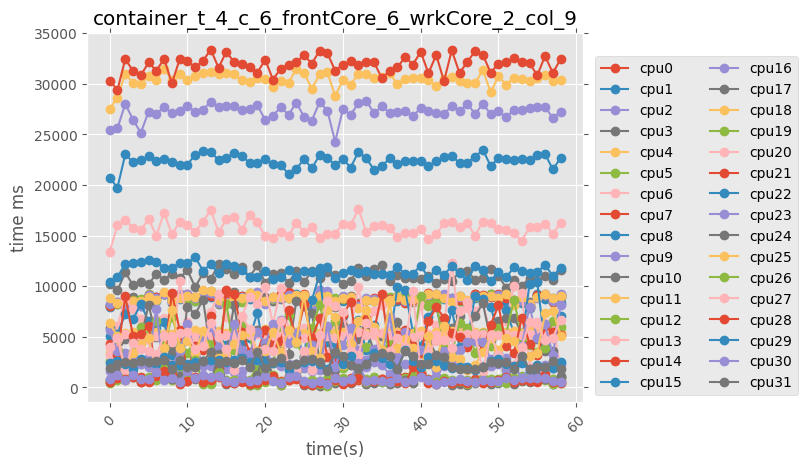 container_t_4_c_6_frontCore_6_wrkCore_2_col_9
35000
30000
25000
20000
15000
10000
5000
0
time ms
0 10 20 30 40 50 60
time(s)
cpu0 cpu16
cpu1 cpu17
cpu2 cpu18
cpu3 cpu19
cpu4 cpu20
cpu5 cpu21
cpu6 cpu22
cpu7 cpu23
cpu8 cpu24
cpu9 cpu25
cpu10 cpu26
cpu11 cpu27
cpu12 cpu28
cpu13 cpu29
cpu14 cpu30
cpu15 cpu31